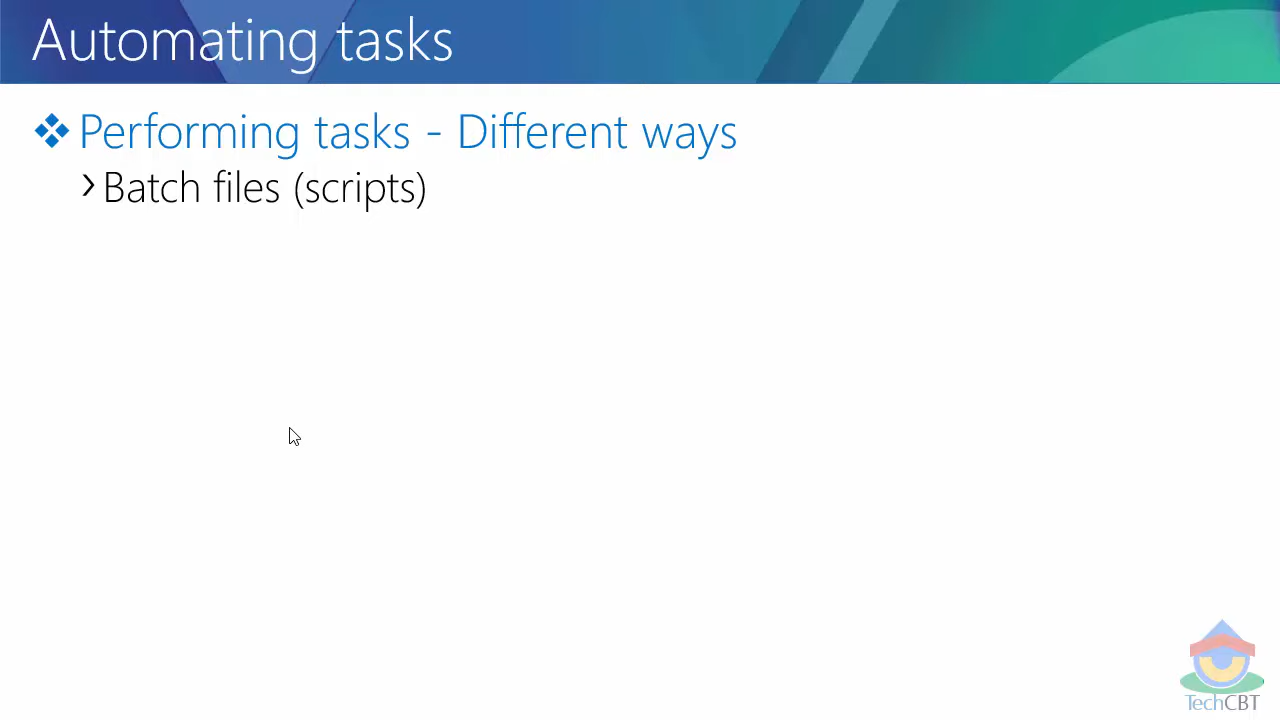 Automating tasks
Performing tasks - Different ways
Batch files (scripts)
TechCBT